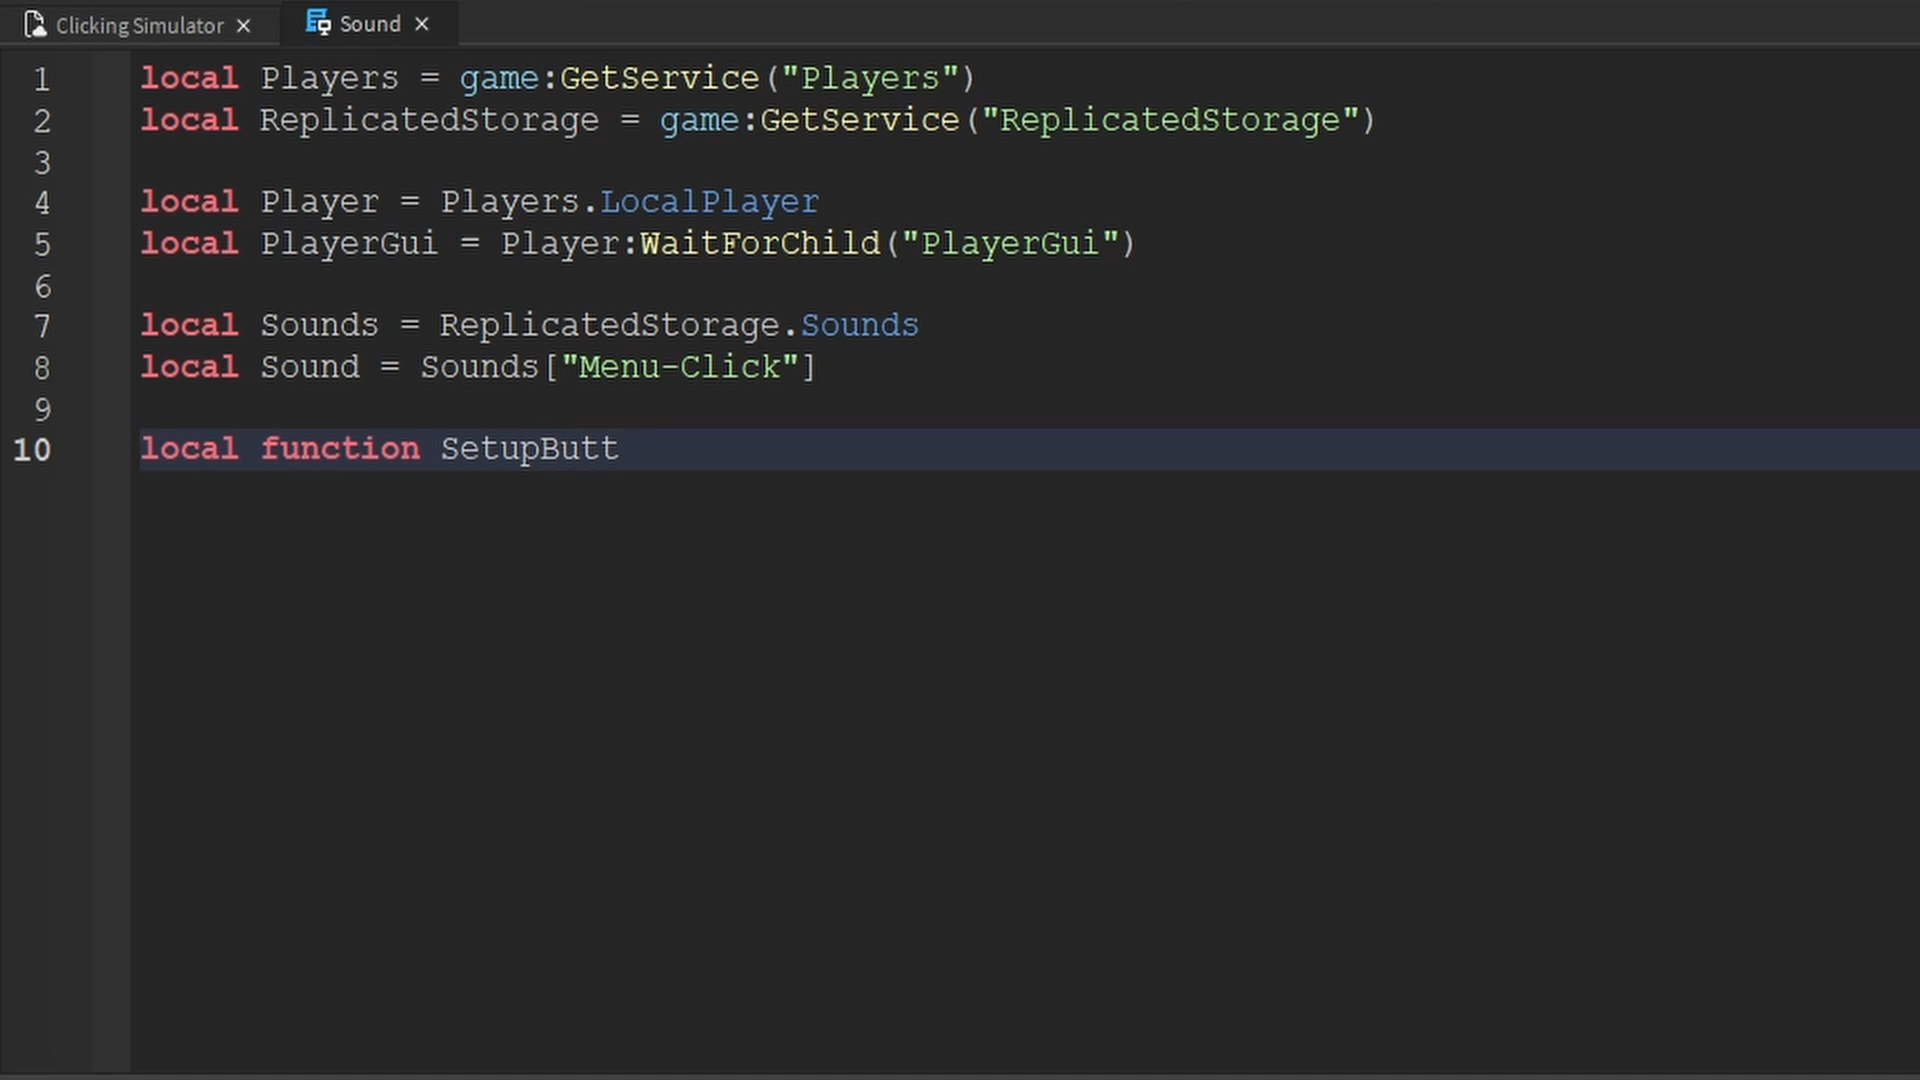 Clicking Simulator ×
Sound ×
1 local Players = game:GetService("Players")
2 local ReplicatedStorage = game:GetService("ReplicatedStorage")
3
4 local Player = Players.LocalPlayer
5 local PlayerGui = Player:WaitForChild("PlayerGui")
6
7 local Sounds = ReplicatedStorage.Sounds
8 local Sound = Sounds["Menu-Click"]
9
10 local function SetupButt